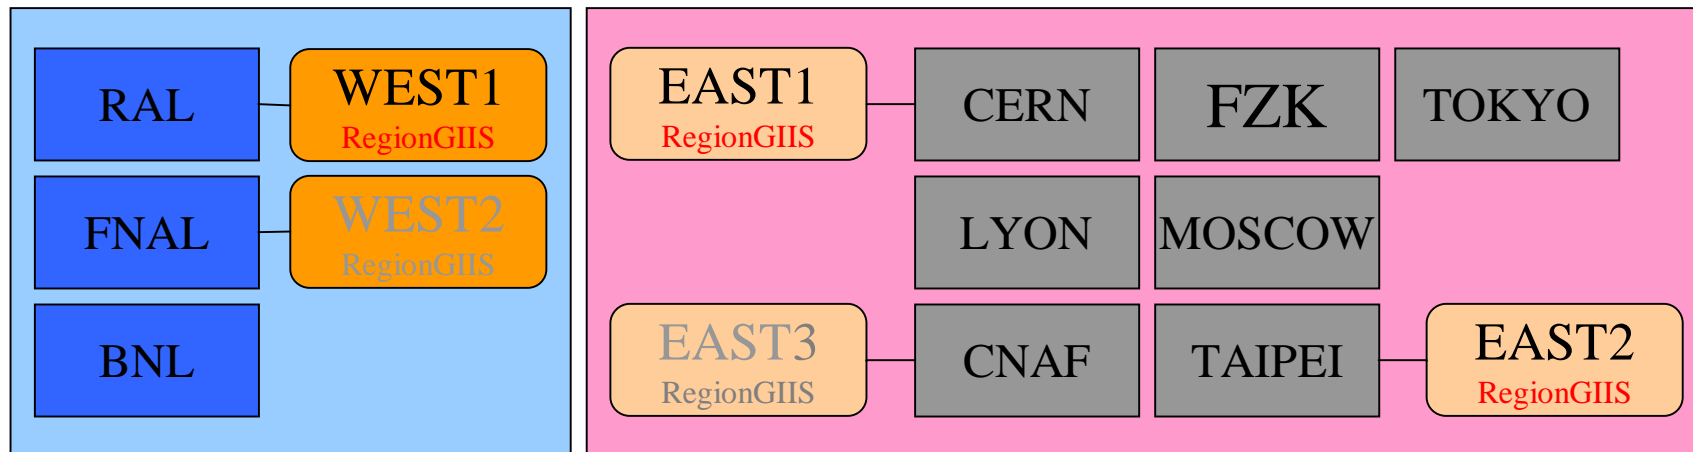 RAL
WEST1
RegionGIIS
EAST1
RegionGIIS
CERN
FZK
TOKYO
FNAL
WEST2
RegionGIIS
LYON
MOSCOW
BNL
EAST3
RegionGIIS
CNAF
TAIPEI
EAST2
RegionGIIS